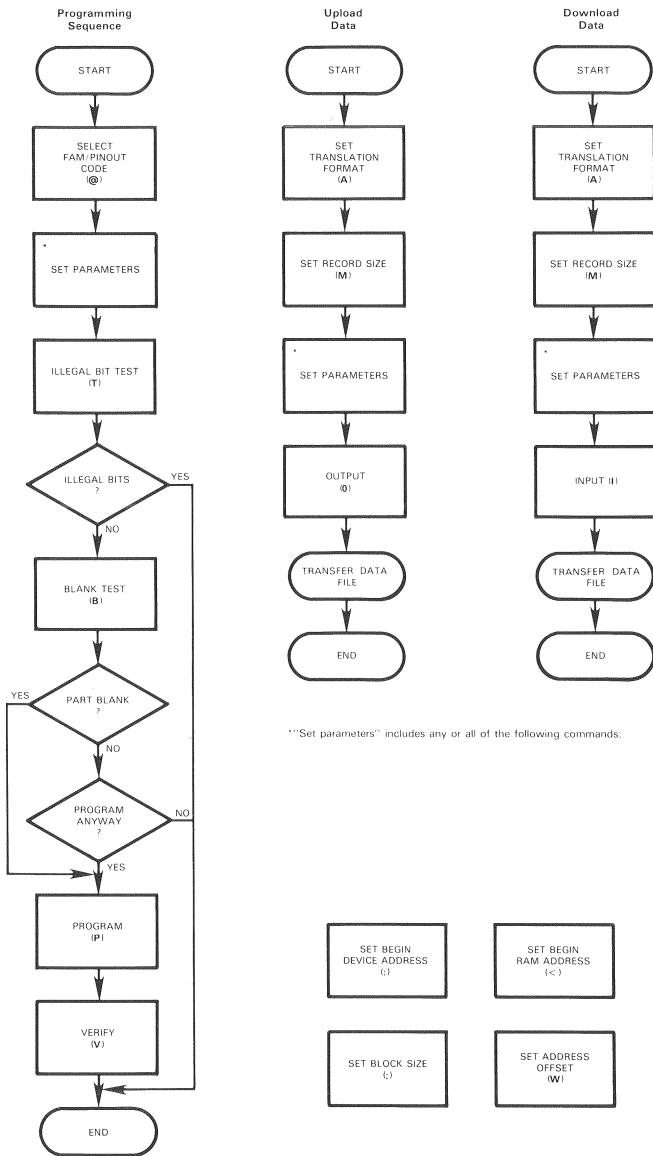 Programming
Sequence
START
SELECT
FAM/PINOUT
CODE
(@)
*
SET PARAMETERS
ILLEGAL BIT TEST
(T)
ILLEGAL BITS
?
YES
NO
BLANK TEST
(B)
YES
PART BLANK
?
NO
PROGRAM
ANYWAY
?
NO
YES
PROGRAM
(P)
VERIFY
(V)
END
Upload
Data
START
SET
TRANSLATION
FORMAT
(A)
SET RECORD SIZE
(M)
*
SET PARAMETERS
OUTPUT
(0)
TRANSFER DATA
FILE
END
Download
Data
START
SET
TRANSLATION
FORMAT
(A)
SET RECORD SIZE
(M)
*
SET PARAMETERS
INPUT (I)
TRANSFER DATA
FILE
END
*"Set parameters" includes any or all of the following commands:
SET BEGIN
DEVICE ADDRESS
(:)
SET BEGIN
RAM ADDRESS
(<)
SET BLOCK SIZE
(;)
SET ADDRESS
OFFSET
(W)